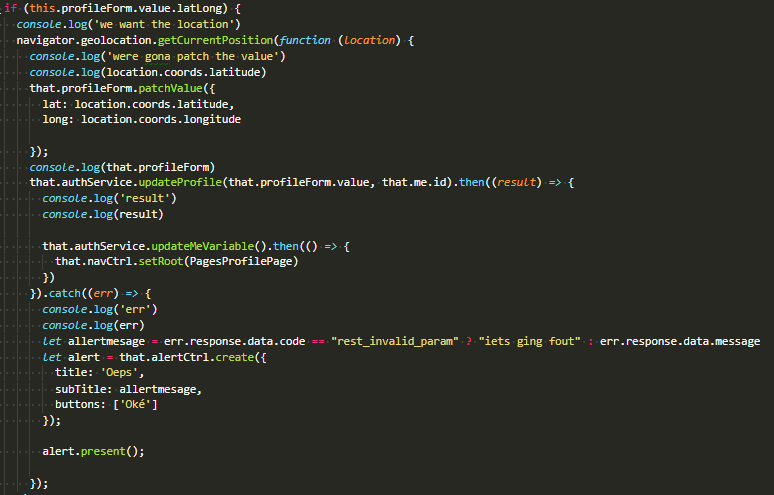 if (this.profileForm.value.latLong) {
console.log('we want the location')
navigator.geolocation.getCurrentPosition(function (location) {
console.log('were gona patch the value')
console.log(location.coords.latitude)
that.profileForm.patchValue({
lat: location.coords.latitude,
long: location.coords.longitude
});
console.log(that.profileForm)
that.authService.updateProfile(that.profileForm.value, that.me.id).then((result) => {
console.log('result')
console.log(result)
that.authService.updateMeVariable().then(() => {
that.navCtrl.setRoot(PagesProfilePage)
})
}).catch((err) => {
console.log('err')
console.log(err)
let allertmesage = err.response.data.code == "rest_invalid_param" ? "iets ging fout" : err.response.data.message
let alert = that.alertCtrl.create({
title: 'Oeps',
subTitle: allertmesage,
buttons: ['Oké']
});
alert.present();
});